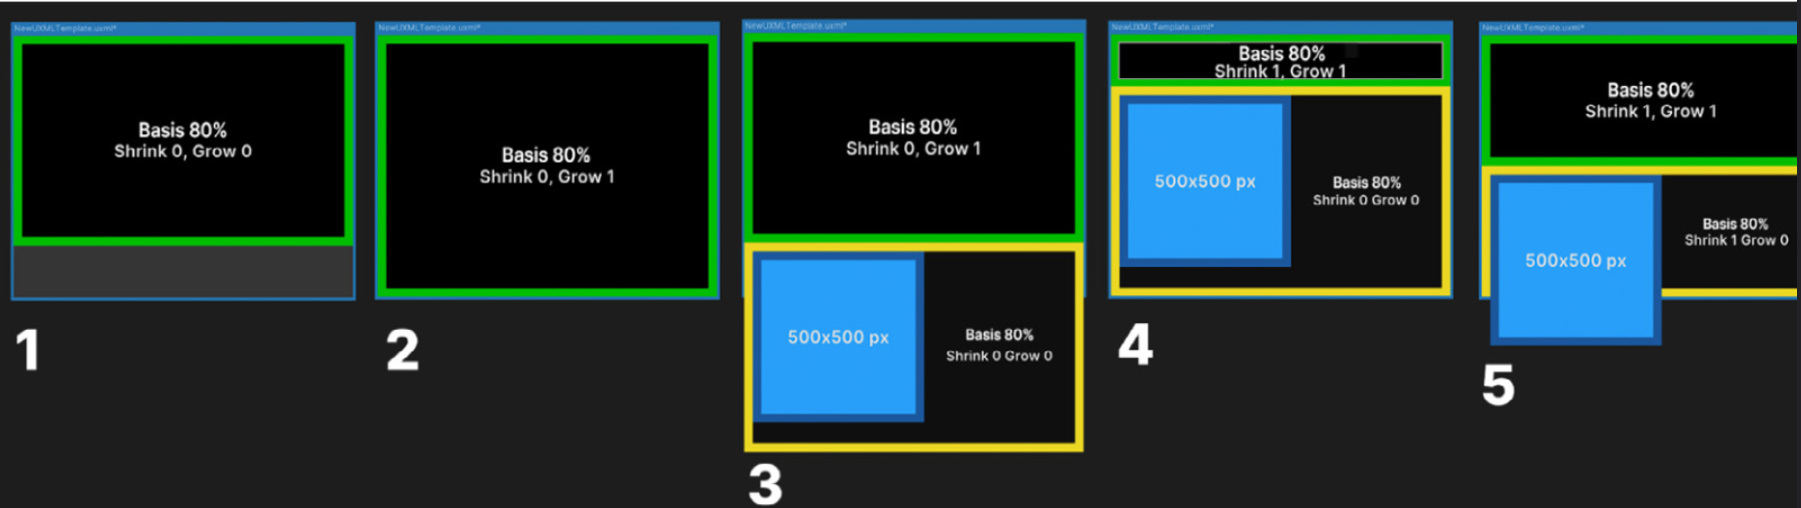 NewUXMLTemplate.uxml*
Basis 80%
Shrink 0, Grow 0
1
NewUXMLTemplate.uxml*
Basis 80%
Shrink 0, Grow 1
2
NewUXMLTemplate.uxml*
Basis 80%
Shrink 0, Grow 1
500x500 px
Basis 80%
Shrink 0 Grow 0
3
NewUXMLTemplate.uxml*
Basis 80%
Shrink 1, Grow 1
500x500 px
Basis 80%
Shrink 0 Grow 0
4
NewUXMLTemplate.uxml*
Basis 80%
Shrink 1, Grow 1
500x500 px
Basis 80%
Shrink 1 Grow 0
5